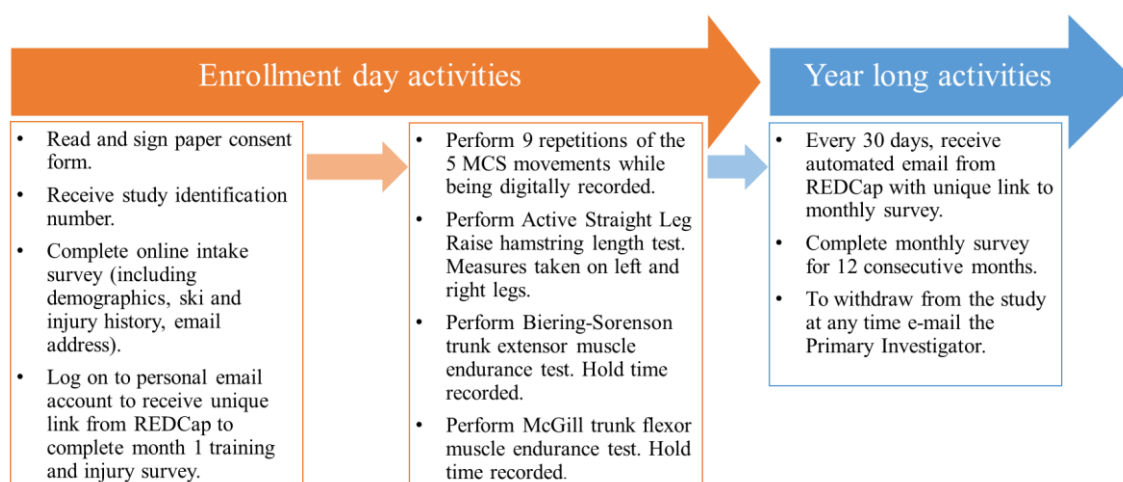 Enrollment day activities
Year long activities
• Read and sign paper consent
form.
• Receive study identification
number.
• Complete online intake
survey (including
demographics, ski and
injury history, email
address).
• Log on to personal email
account to receive unique
link from REDCap to
complete month 1 training
and injury survey.
• Perform 9 repetitions of the
5 MCS movements while
being digitally recorded.
• Perform Active Straight Leg
Raise hamstring length test.
Measures taken on left and
right legs.
• Perform Biering-Sorenson
trunk extensor muscle
endurance test. Hold time
recorded.
• Perform McGill trunk flexor
muscle endurance test. Hold
time recorded.
• Every 30 days, receive
automated email from
REDCap with unique link to
monthly survey.
• Complete monthly survey
for 12 consecutive months.
• To withdraw from the study
at any time e-mail the
Primary Investigator.